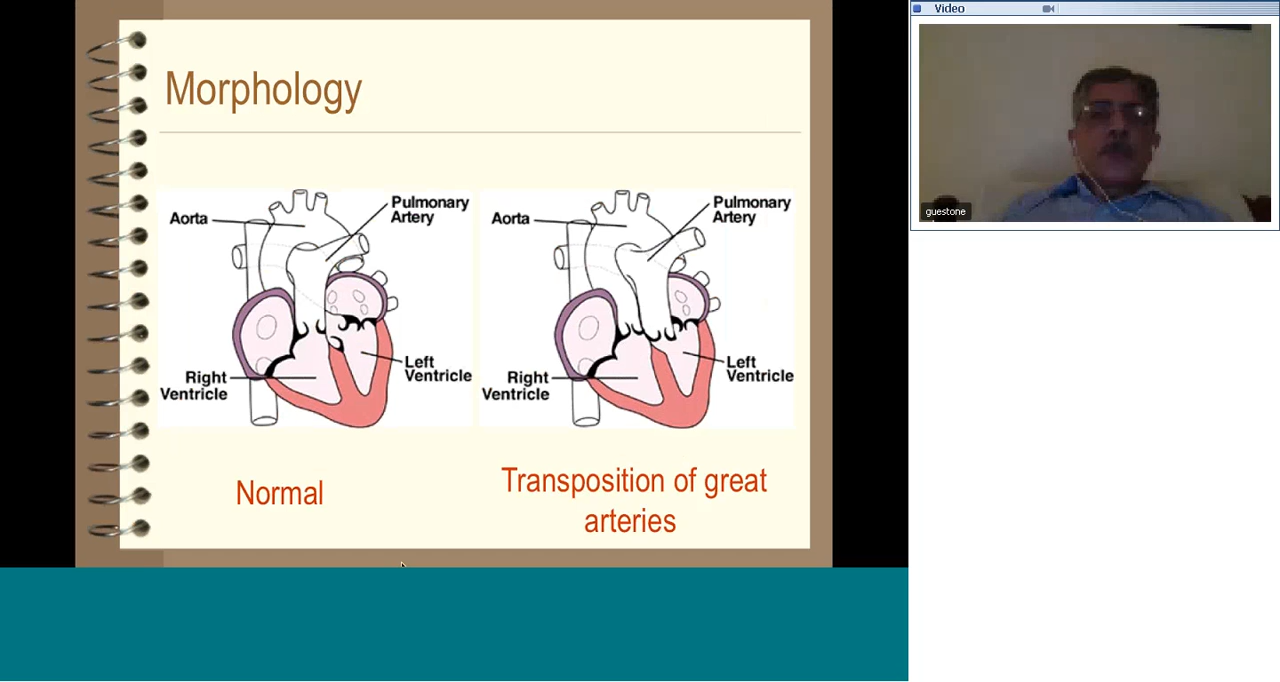 Morphology
Aorta
Pulmonary
Artery
Right
Ventricle
Left
Ventricle
Normal
Aorta
Pulmonary
Artery
Right
Ventricle
Left
Ventricle
Transposition of great
arteries
Video
guestone